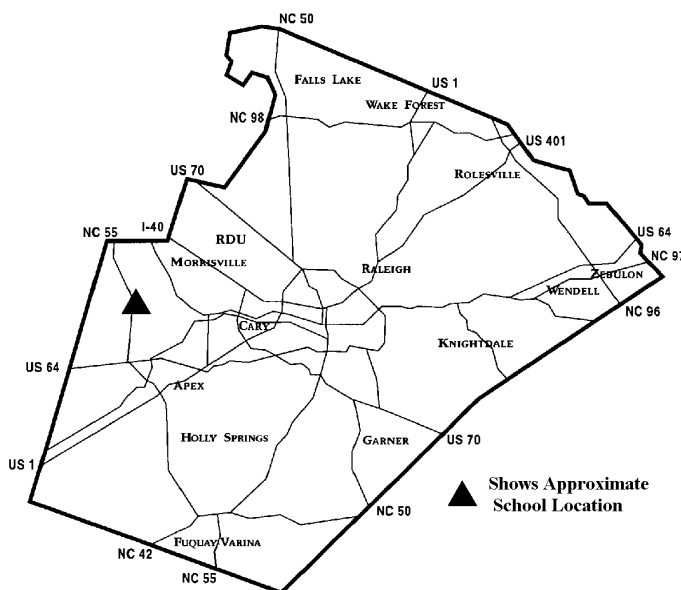 NC 50
FALLS LAKE
US 1
WAKE FOREST
NC 98
US 401
US 70
ROLESVILLE
NC 55
I-40
RDU
US 64
MORRISVILLE
RALEIGH
NC 97
ZEBULON
WENDELL
NC 96
CARY
KNIGHTDALE
US 64
APEX
HOLLY SPRINGS
GARNER
US 70
US 1
Shows Approximate
School Location
NC 50
FUQUAY-VARINA
NC 42
NC 55